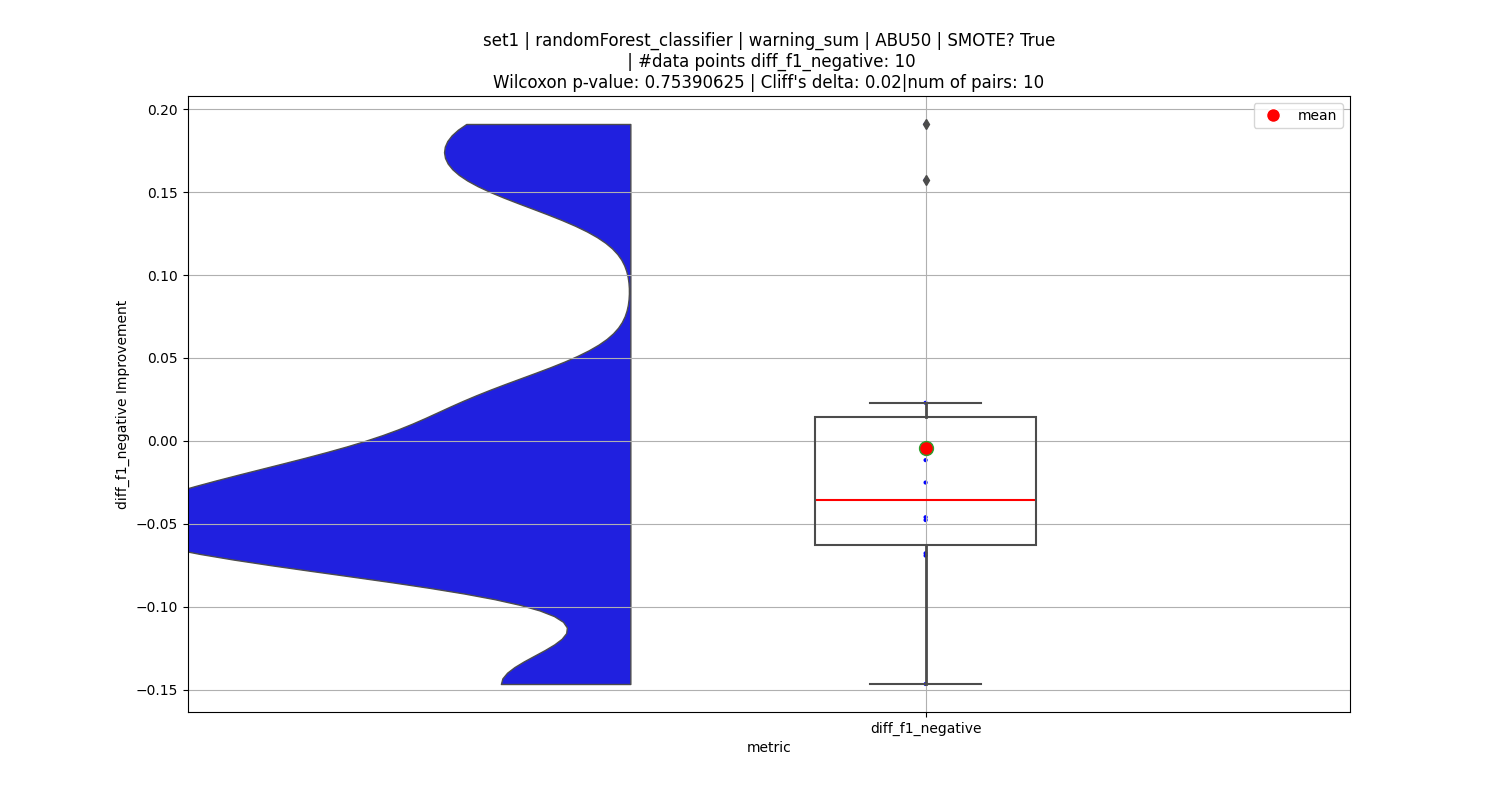 set1 | randomForest_classifier | warning_sum | ABU50 | SMOTE? True
| #data points diff_f1_negative: 10
Wilcoxon p-value: 0.75390625 | Cliff's delta: 0.02|num of pairs: 10
mean
0.20
0.15
0.10
0.05
0.00
−0.05
−0.10
−0.15
diff_f1_negative Improvement
diff_f1_negative
metric